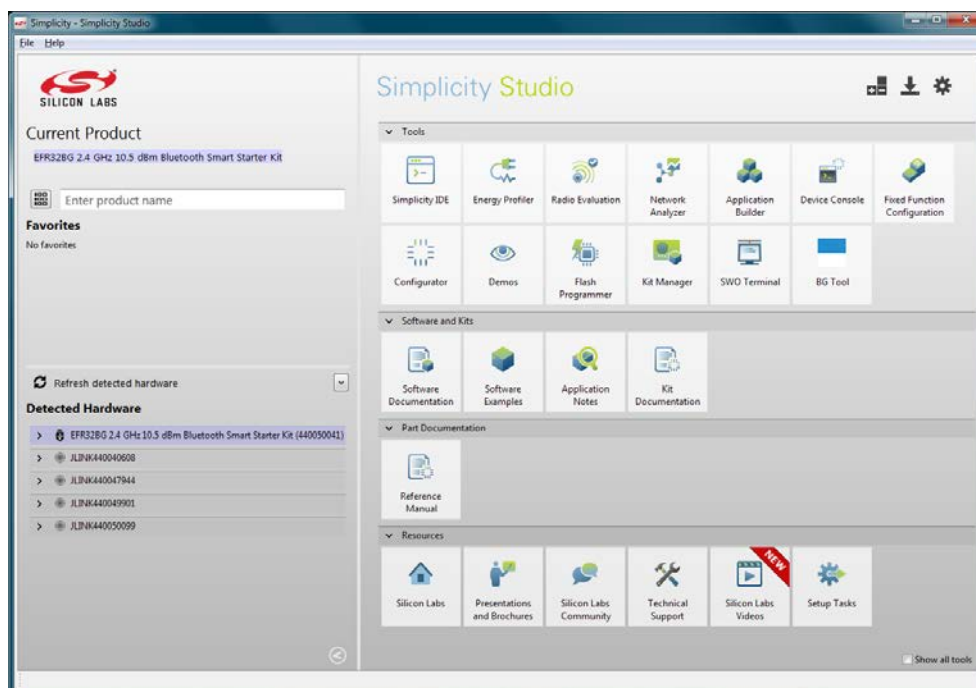 Simplicity - Simplicity Studio
File Help
SILICON LABS
Current Product
EFR32BG 2.4 GHz 10.5 dBm Bluetooth Smart Starter Kit
Enter product name
Favorites
No favorites
Refresh detected hardware
Detected Hardware
EFR32BG 2.4 GHz 10.5 dBm Bluetooth Smart Starter Kit (440050041)
JLINK440040608
JLINK440047944
JLINK440049901
JLINK440050099
Simplicity Studio
Tools
Simplicity IDE
Energy Profiler
Radio Evaluation
Network
Analyzer
Application
Builder
Device Console
Fixed Function
Configuration
Configurator
Demos
Flash
Programmer
Kit Manager
SWO Terminal
BG Tool
Software and Kits
Software
Documentation
Software
Examples
Application
Notes
Kit
Documentation
Part Documentation
Reference
Manual
Resources
Silicon Labs
Presentations
and Brochures
Silicon Labs
Community
Technical
Support
NEW
Silicon Labs
Videos
Setup Tasks
Show all tools